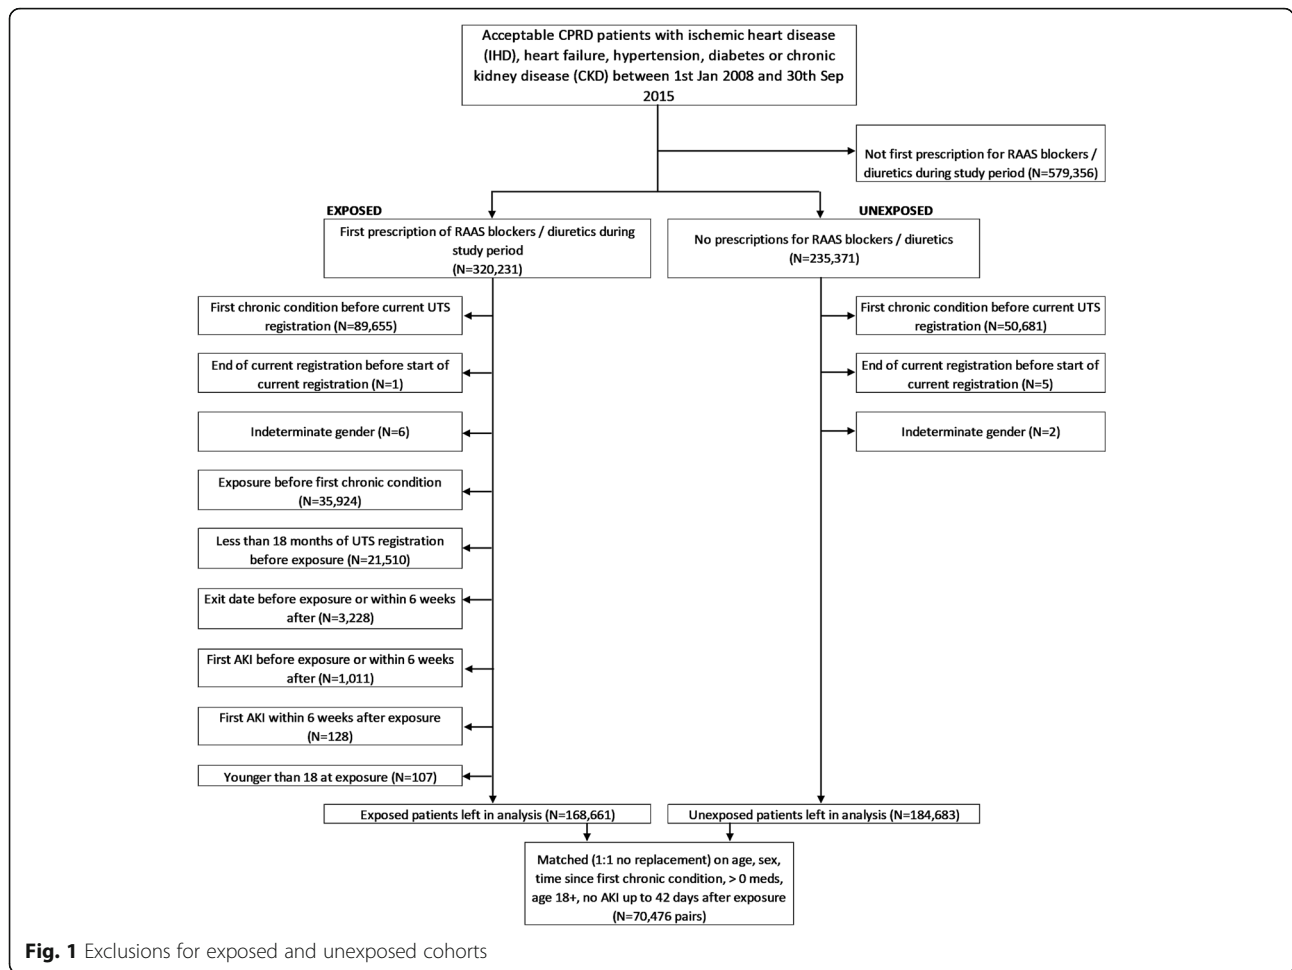 Acceptable CPRD patients with ischemic heart disease
(IHD), heart failure, hypertension, diabetes or chronic
kidney disease (CKD) between 1st Jan 2008 and 30th Sep
2015
Not first prescription for RAAS blockers /
diuretics during study period (N=579,356)
EXPOSED
UNEXPOSED
First prescription of RAAS blockers / diuretics during
study period
(N=320,231)
No prescriptions for RAAS blockers / diuretics
(N=235,371)
First chronic condition before current UTS
registration (N=89,655)
First chronic condition before current UTS
registration (N=50,681)
End of current registration before start of
current registration (N=1)
End of current registration before start of
current registration (N=5)
Indeterminate gender (N=6)
Indeterminate gender (N=2)
Exposure before first chronic condition
(N=35,924)
Less than 18 months of UTS registration
before exposure (N=21,510)
Exit date before exposure or within 6 weeks
after (N=3,228)
First AKI before exposure or within 6 weeks
after (N=1,011)
First AKI within 6 weeks after exposure
(N=128)
Younger than 18 at exposure (N=107)
Exposed patients left in analysis (N=168,661)
Unexposed patients left in analysis (N=184,683)
Matched (1:1 no replacement) on age, sex,
time since first chronic condition, > 0 meds,
age 18+, no AKI up to 42 days after exposure
(N=70,476 pairs)
Fig. 1 Exclusions for exposed and unexposed cohorts